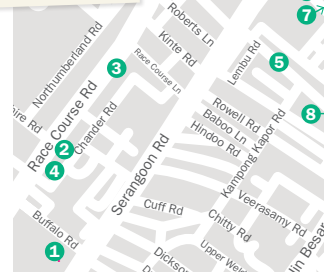 7
Roberts Ln
Kinte Rd
Northumberland Rd
Race Course Ln
Lembu Rd
5
3
Race Course Rd
Rowell Rd
Baboo Ln
Hindoo Rd
8
Chander Rd
2
4
Serangoon Rd
Kampong Kapor Rd
Veerasamy Rd
Cuff Rd
Chitty Rd
Buffalo Rd
1
Upper Weld
Dickson